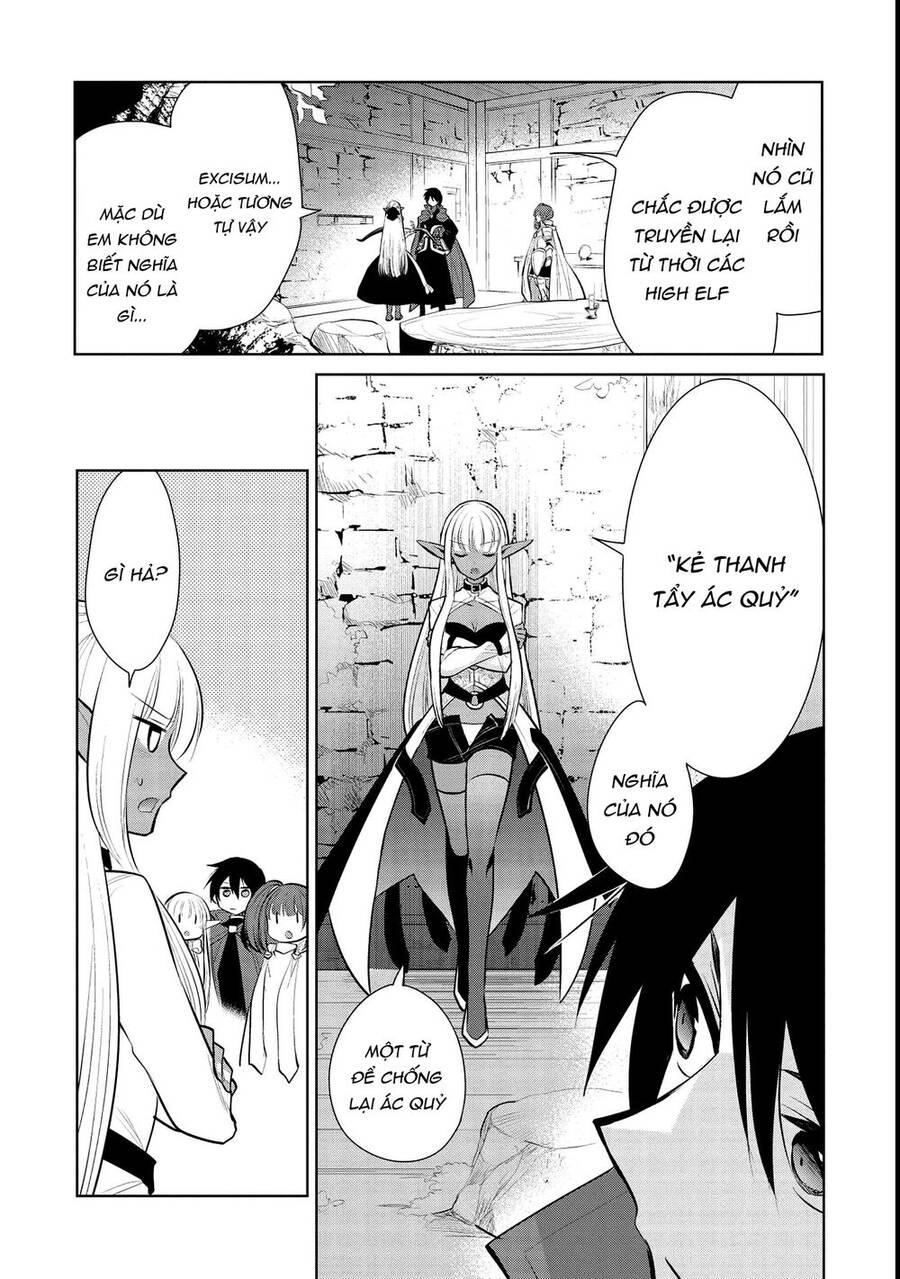 NHÌN
NÓ CŨ
LẮM
RỒI
CHẮC ĐƯỢC
TRUYỀN LẠI
TỪ THỜI CÁC
HIGH ELF
EXCISUM...
HOẶC TƯƠNG
TỰ VẬY
MẶC DÙ
EM KHÔNG
BIẾT NGHĨA
CỦA NÓ LÀ
GÌ...
"KẺ THANH
TẨY ÁC QUỶ"
NGHĨA
CỦA NÓ
ĐÓ
MỘT TỪ
ĐỂ CHỐNG
LẠI ÁC QUỶ
GÌ HẢ?